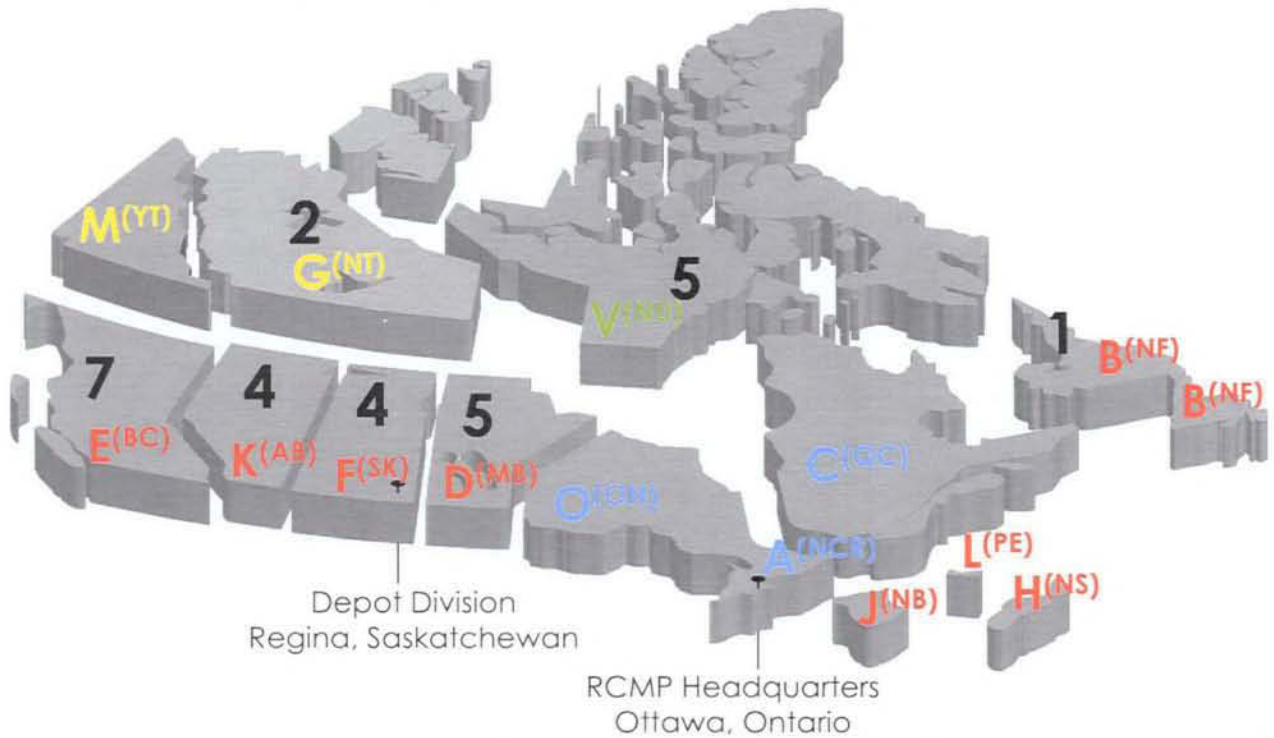 M(YT)
2
G(NT)
5
V(NU)
1
B(NF)
B(NF)
7
E(BC)
4
K(AB)
4
F(SK)
5
D(MB)
O(ON)
C(QC)
A(NCR)
L(PE)
J(NB)
H(NS)
Depot Division
Regina, Saskatchewan
RCMP Headquarters
Ottawa, Ontario